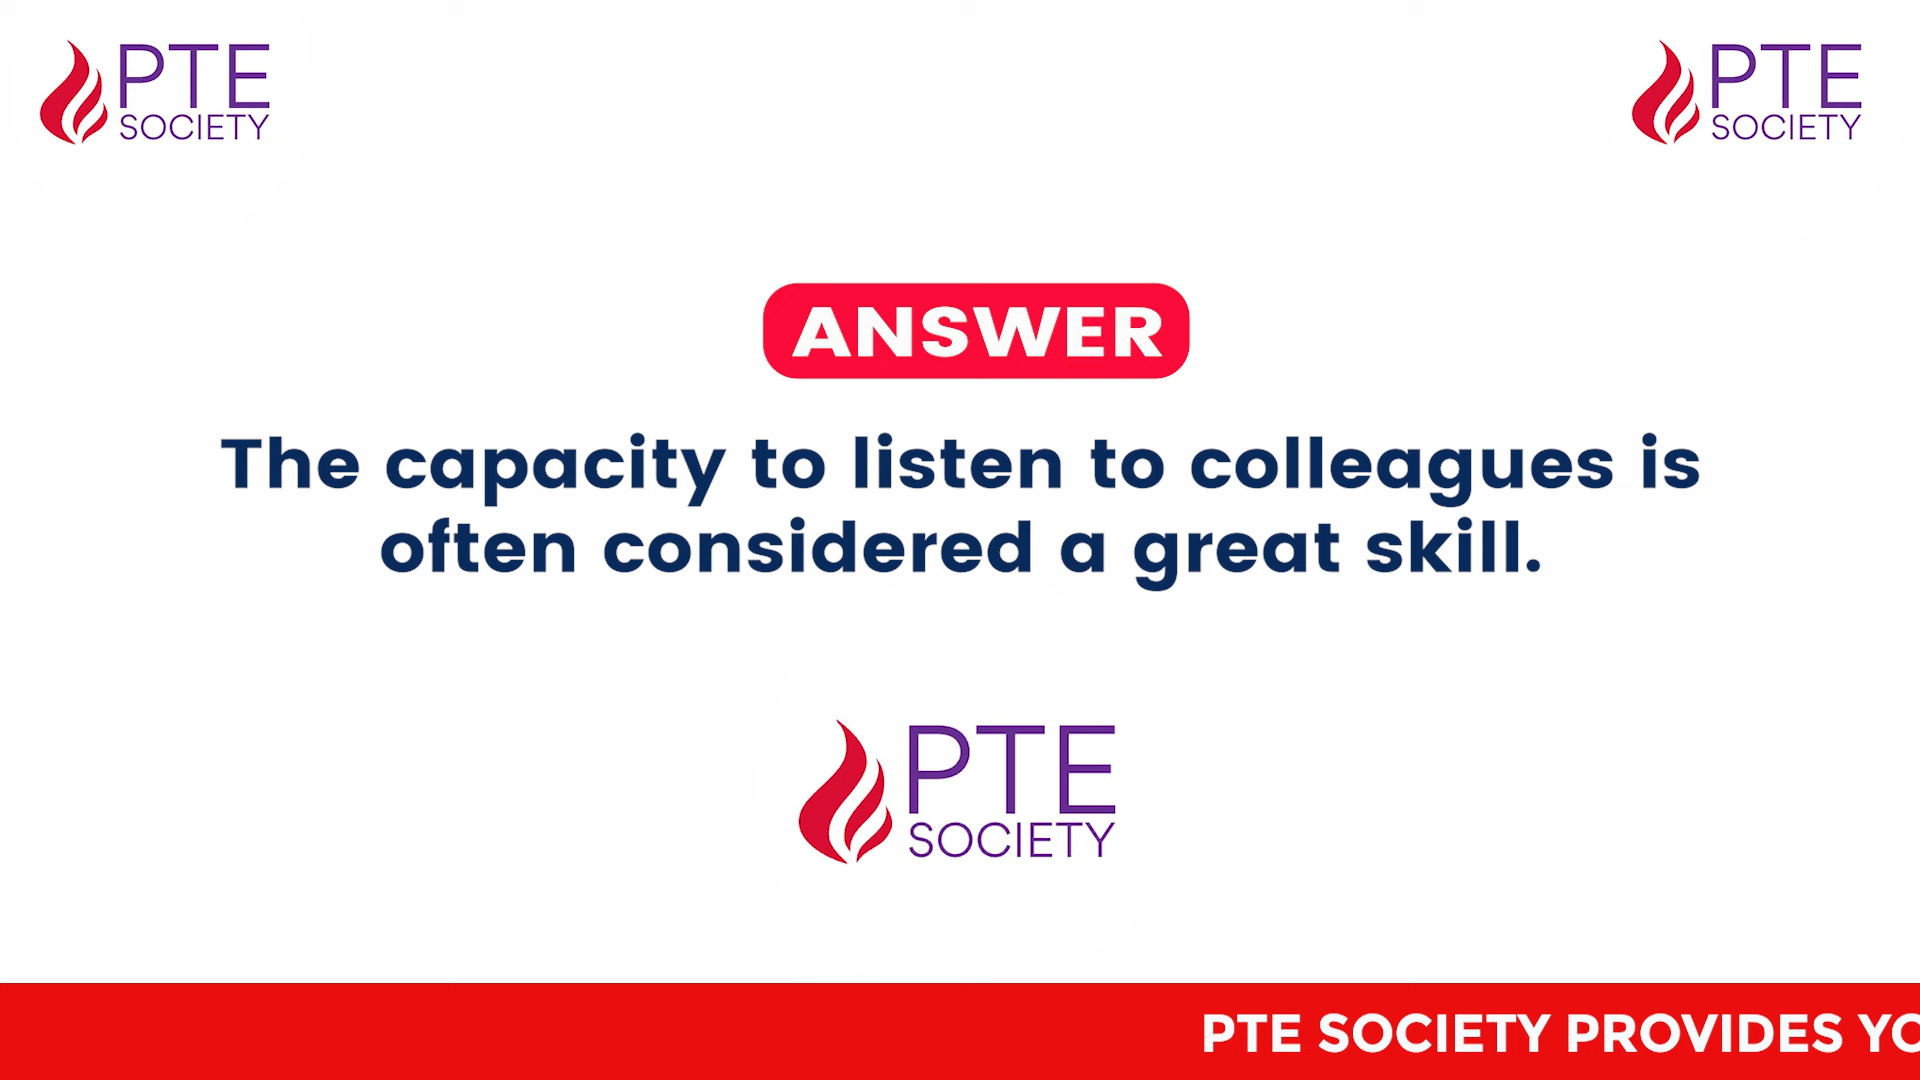 PTE
SOCIETY
PTE
SOCIETY
ANSWER
The capacity to listen to colleagues is
often considered a great skill.
PTE
SOCIETY
PTE SOCIETY PROVIDES YO